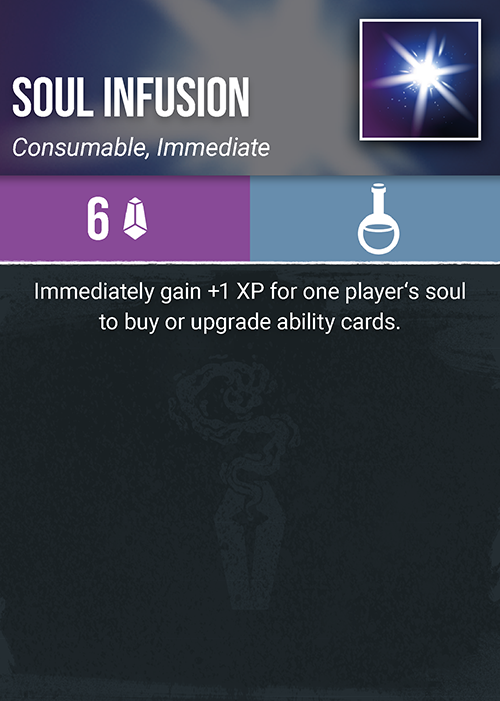 SOUL INFUSION
Consumable, Immediate
6
Immediately gain +1 XP for one player‘s soul
to buy or upgrade ability cards.